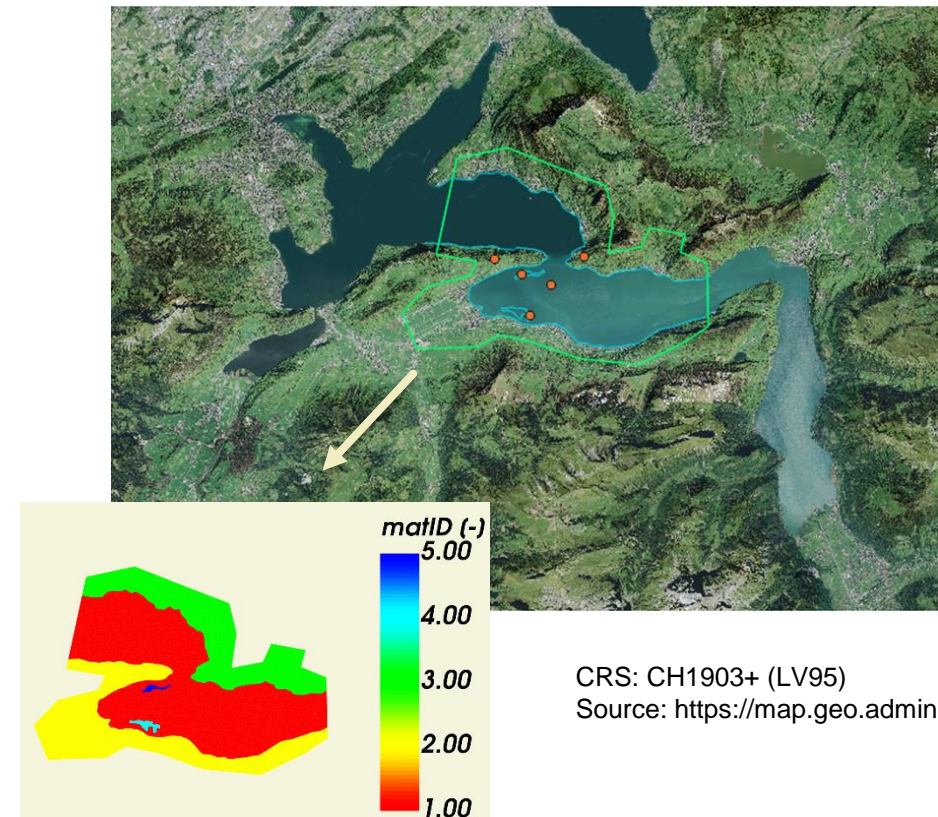 matID (-)
5.00
4.00
3.00
2.00
1.00
CRS: CH1903+ (LV95)
Source: https://map.geo.admin